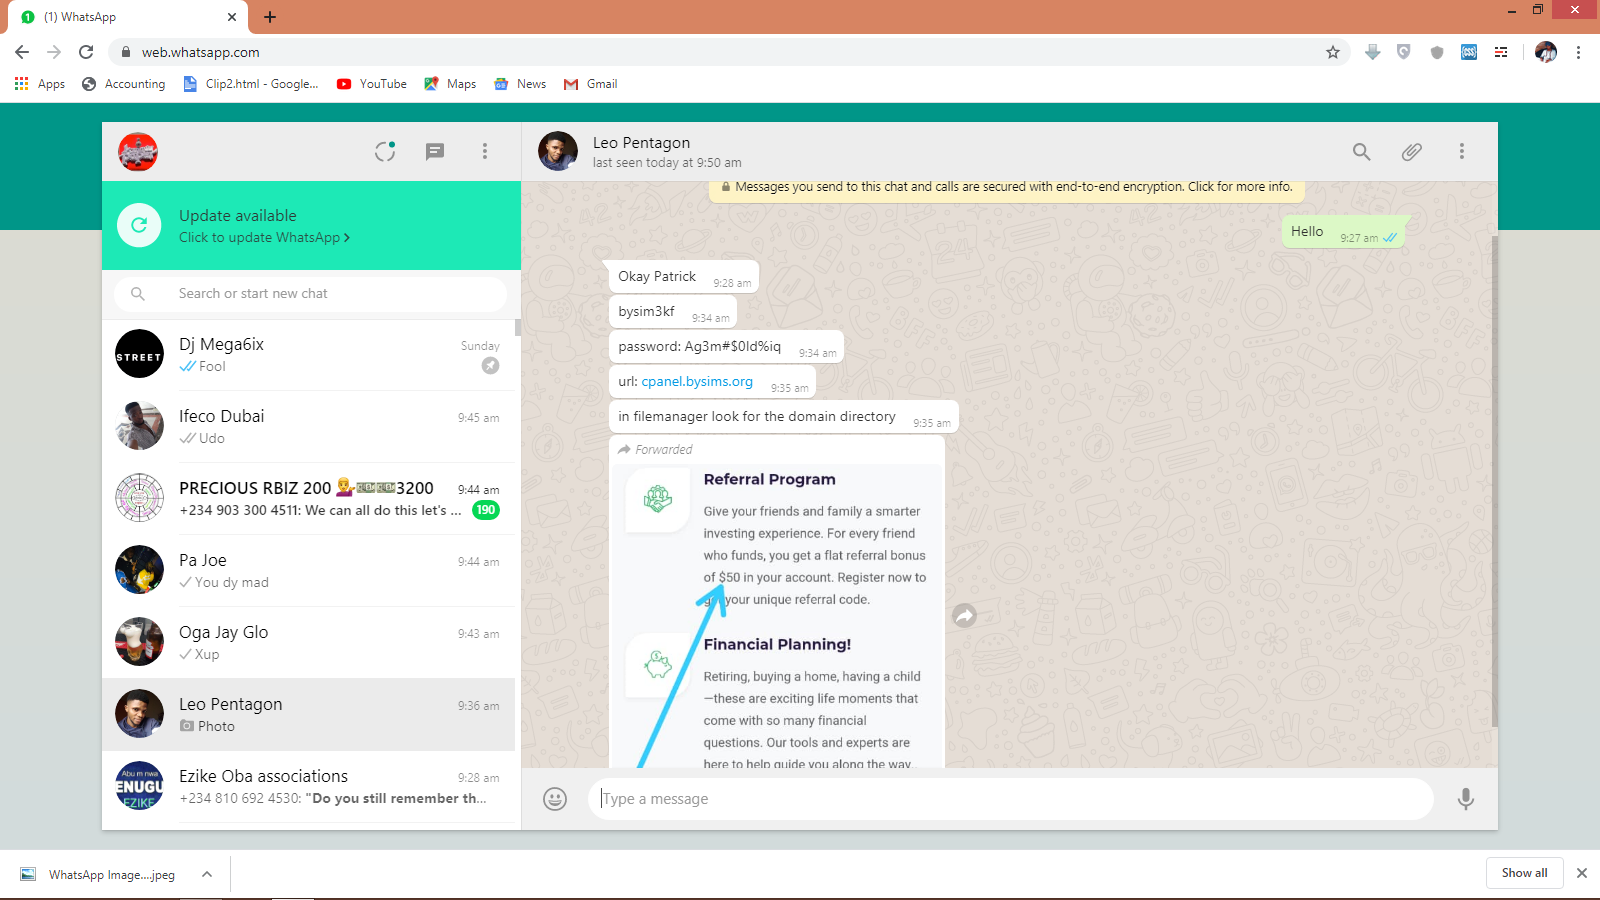 (1) WhatsApp
web.whatsapp.com
Apps
Accounting
Clip2.html - Google...
YouTube
Maps
News
Gmail
Update available
Click to update WhatsApp
Search or start new chat
STREET
Dj Mega6ix
Sunday
Fool
Ifeco Dubai
9:45 am
Udo
PRECIOUS RBIZ 200 💁‍♂️💵💵3200
9:44 am
+234 903 300 4511: We can all do this let's ...
190
Pa Joe
9:44 am
You dy mad
Oga Jay Glo
9:43 am
Xup
Leo Pentagon
9:36 am
Photo
Abu m nwa
ENUGU
EZIKE
Ezike Oba associations
9:28 am
+234 810 692 4530: "Do you still remember th...
Leo Pentagon
last seen today at 9:50 am
Messages you send to this chat and calls are secured with end-to-end encryption. Click for more info.
Hello
9:27 am
Okay Patrick
9:28 am
bysim3kf
9:34 am
password: Ag3m#$0ld%iq
9:34 am
url: cpanel.bysims.org
9:35 am
in filemanager look for the domain directory
9:35 am
Forwarded
Referral Program
Give your friends and family a smarter
investing experience. For every friend
who funds, you get a flat referral bonus
of $50 in your account. Register now to
your unique referral code.
Financial Planning!
Retiring, buying a home, having a child
—these are exciting life moments that
come with so many financial
questions. Our tools and experts are
here to help guide you along the way..
Type a message
WhatsApp Image....jpeg
Show all